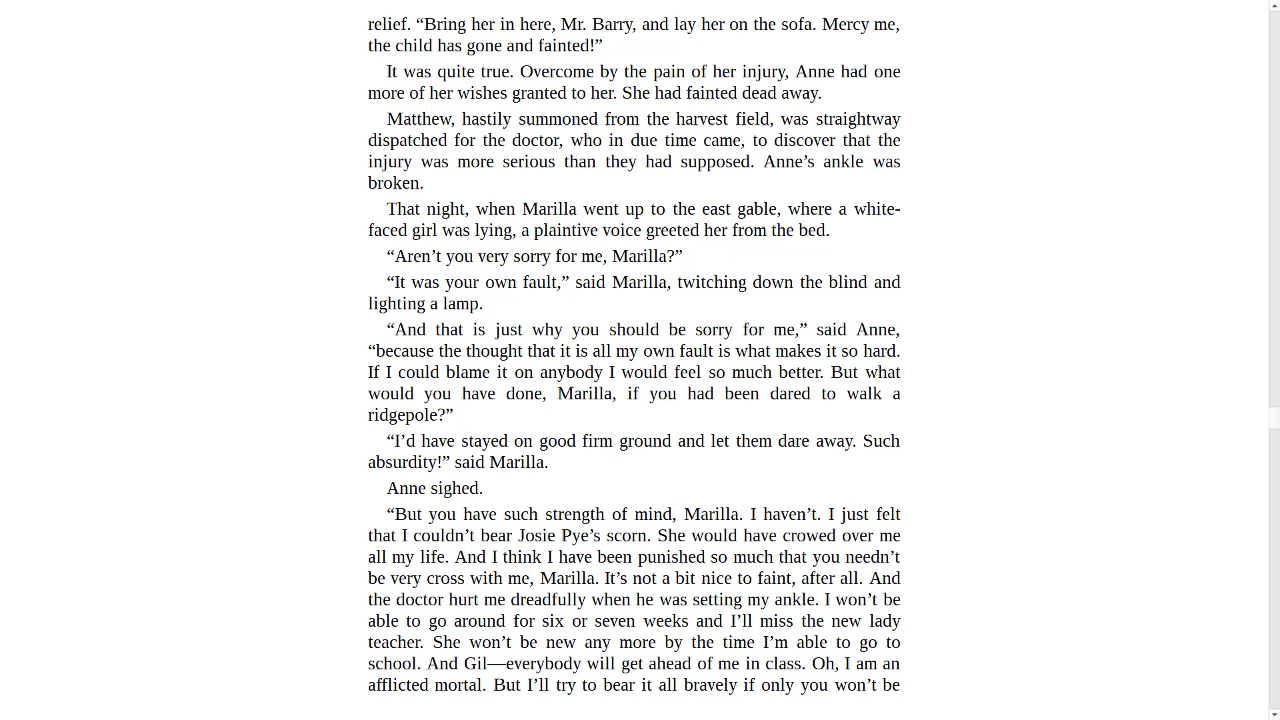 relief. “Bring her in here, Mr. Barry, and lay her on the sofa. Mercy me,
the child has gone and fainted!”
It was quite true. Overcome by the pain of her injury, Anne had one
more of her wishes granted to her. She had fainted dead away.
Matthew, hastily summoned from the harvest field, was straightway
dispatched for the doctor, who in due time came, to discover that the
injury was more serious than they had supposed. Anne’s ankle was
broken.
That night, when Marilla went up to the east gable, where a white-
faced girl was lying, a plaintive voice greeted her from the bed.
“Aren’t you very sorry for me, Marilla?”
“It was your own fault,” said Marilla, twitching down the blind and
lighting a lamp.
“And that is just why you should be sorry for me,” said Anne,
“because the thought that it is all my own fault is what makes it so hard.
If I could blame it on anybody I would feel so much better. But what
would you have done, Marilla, if you had been dared to walk a
ridgepole?”
“I’d have stayed on good firm ground and let them dare away. Such
absurdity!” said Marilla.
Anne sighed.
“But you have such strength of mind, Marilla. I haven’t. I just felt
that I couldn’t bear Josie Pye’s scorn. She would have crowed over me
all my life. And I think I have been punished so much that you needn’t
be very cross with me, Marilla. It’s not a bit nice to faint, after all. And
the doctor hurt me dreadfully when he was setting my ankle. I won’t be
able to go around for six or seven weeks and I’ll miss the new lady
teacher. She won’t be new any more by the time I’m able to go to
school. And Gil—everybody will get ahead of me in class. Oh, I am an
afflicted mortal. But I’ll try to bear it all bravely if only you won’t be